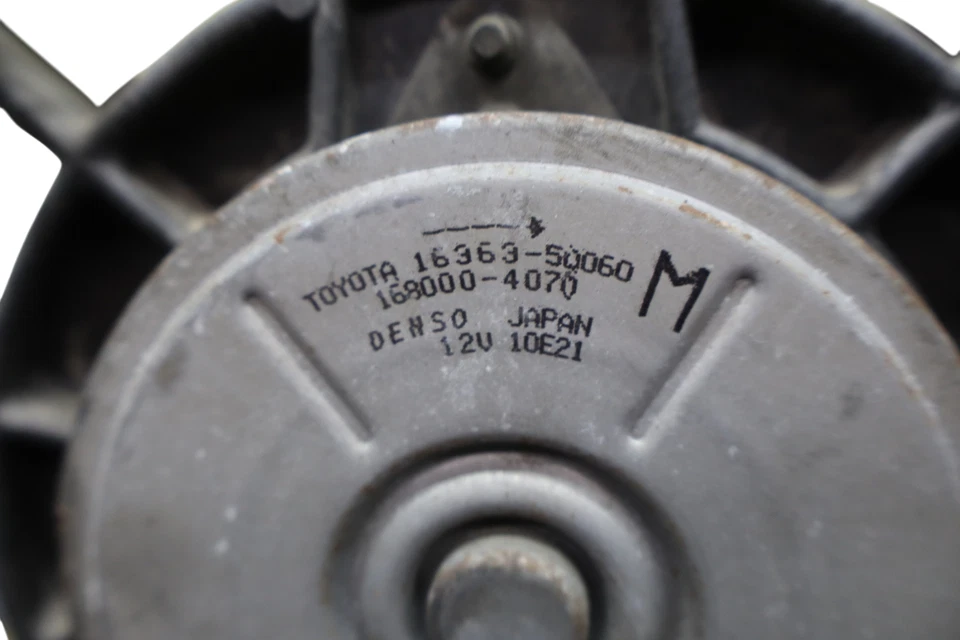 TOYOTA 16363-50060
M
168000-4070
DENSO JAPAN
12V 10E21